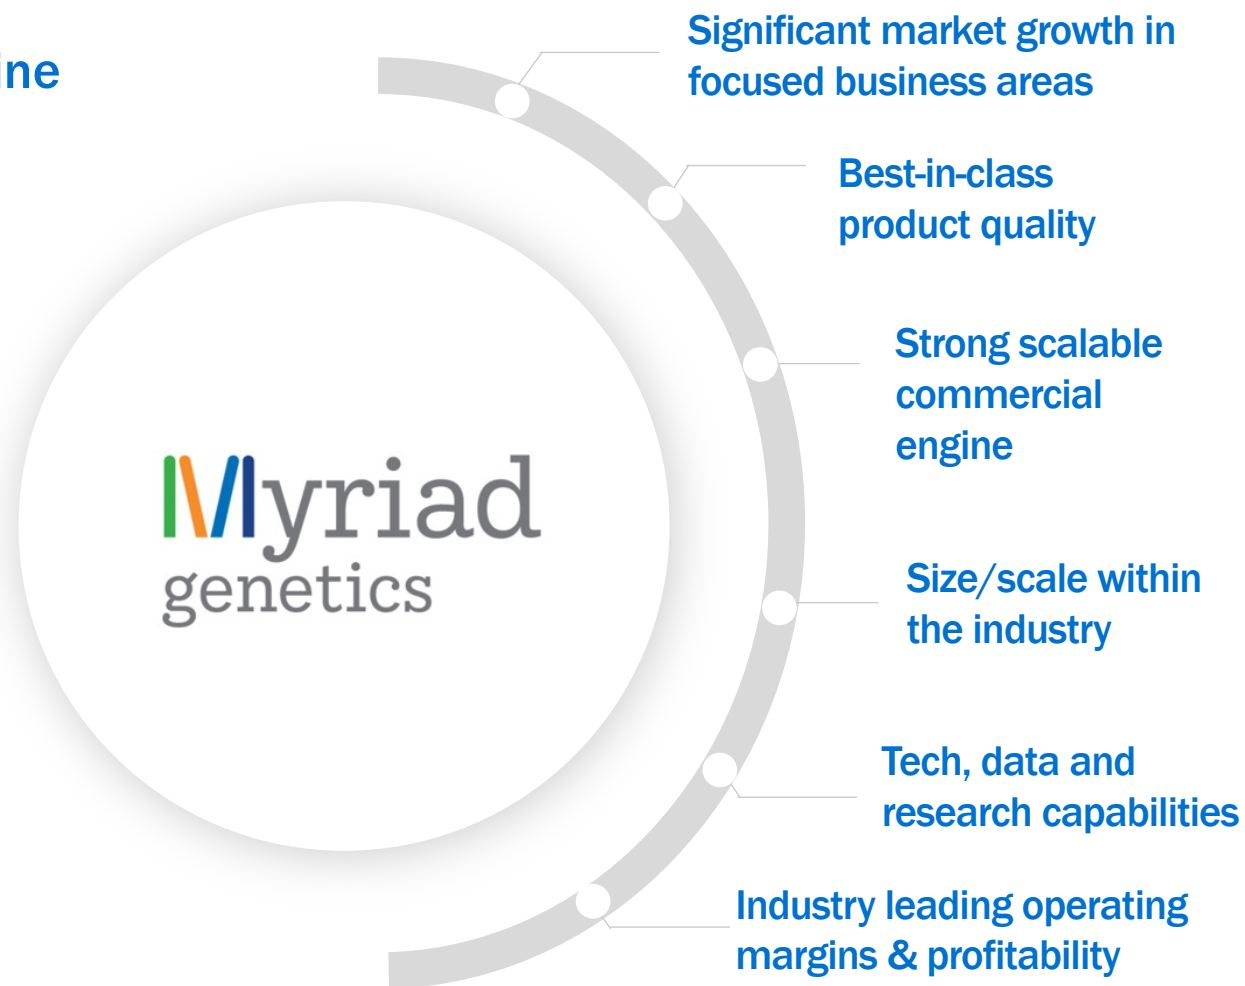 Significant market growth in
focused business areas
Best-in-class
product quality
Strong scalable
commercial
engine
Myriad
genetics
Size/scale within
the industry
Tech, data and
research capabilities
Industry leading operating
margins & profitability